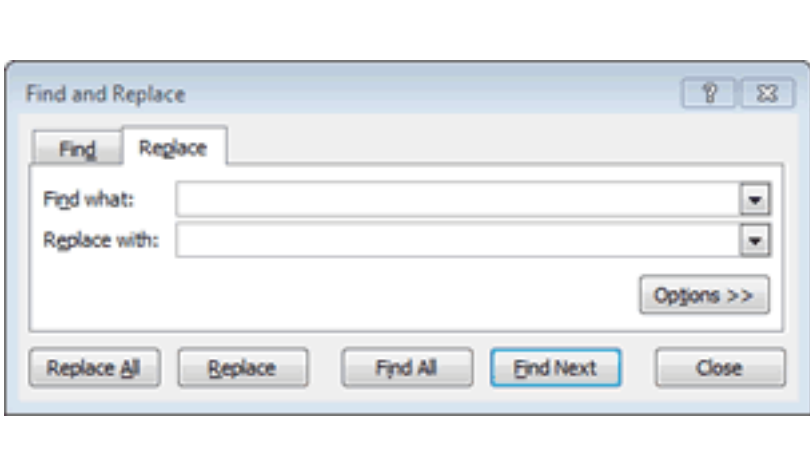 Find and Replace
Find Replace
Find what:
Replace with:
Options >>
Replace All Replace Find All Find Next Close